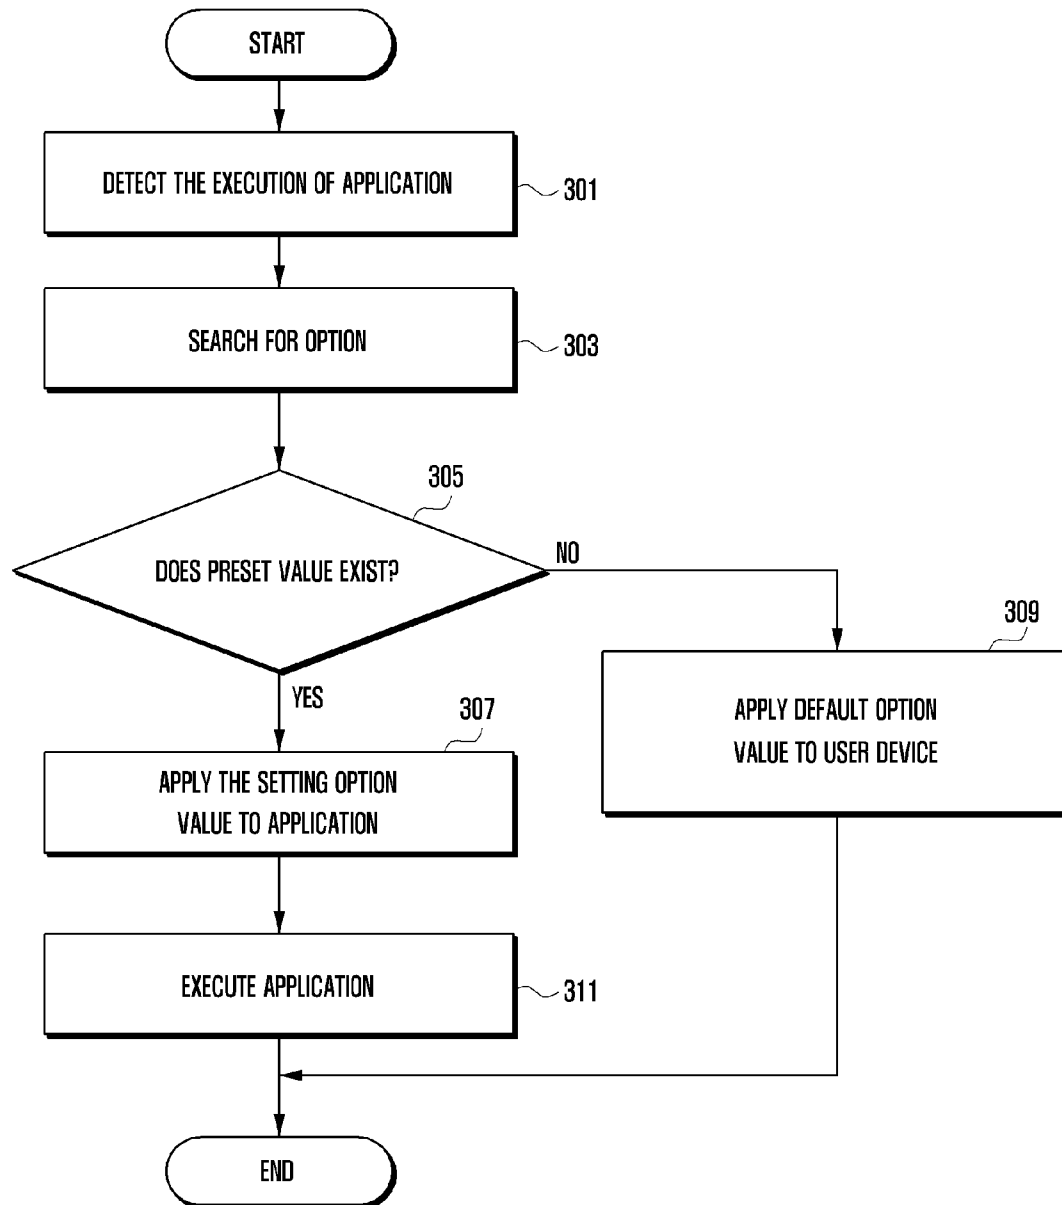 START
DETECT THE EXECUTION OF APPLICATION
301
SEARCH FOR OPTION
303
305
DOES PRESET VALUE EXIST?
NO
YES
309
APPLY DEFAULT OPTION
VALUE TO USER DEVICE
307
APPLY THE SETTING OPTION
VALUE TO APPLICATION
EXECUTE APPLICATION
311
END